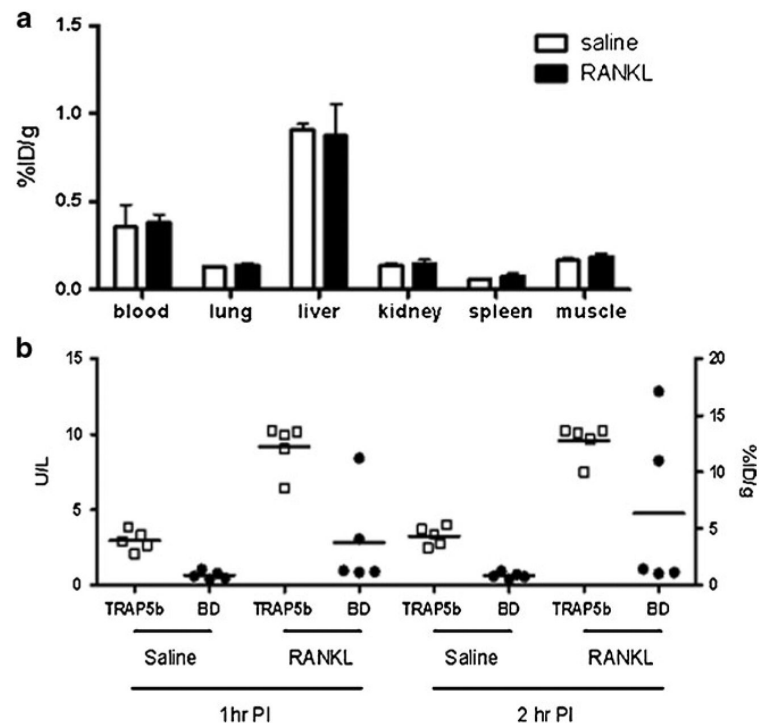 a
1.5
saline
RANKL
1.0
%ID/g
0.5
0.0
blood lung liver kidney spleen muscle
b
15 20
15
10
U/L
10
%ID/g
5
5
0 0
TRAP5b BD TRAP5b BD TRAP5b BD TRAP5b BD
Saline RANKL Saline RANKL
1hr PI 2 hr PI